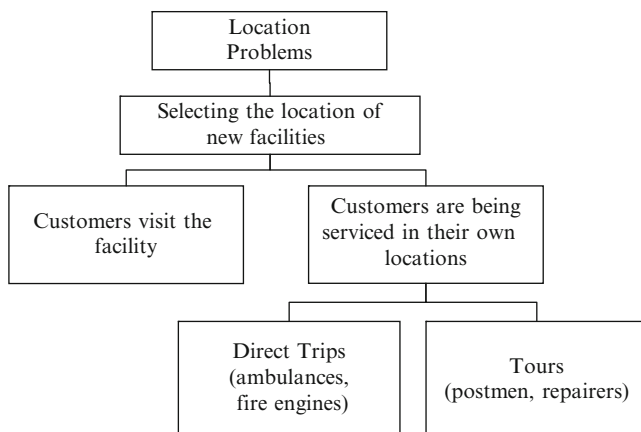 Location
Problems
Selecting the location of
new facilities
Customers visit the
facility
Customers are being
serviced in their own
locations
Direct Trips
(ambulances,
fire engines)
Tours
(postmen, repairers)